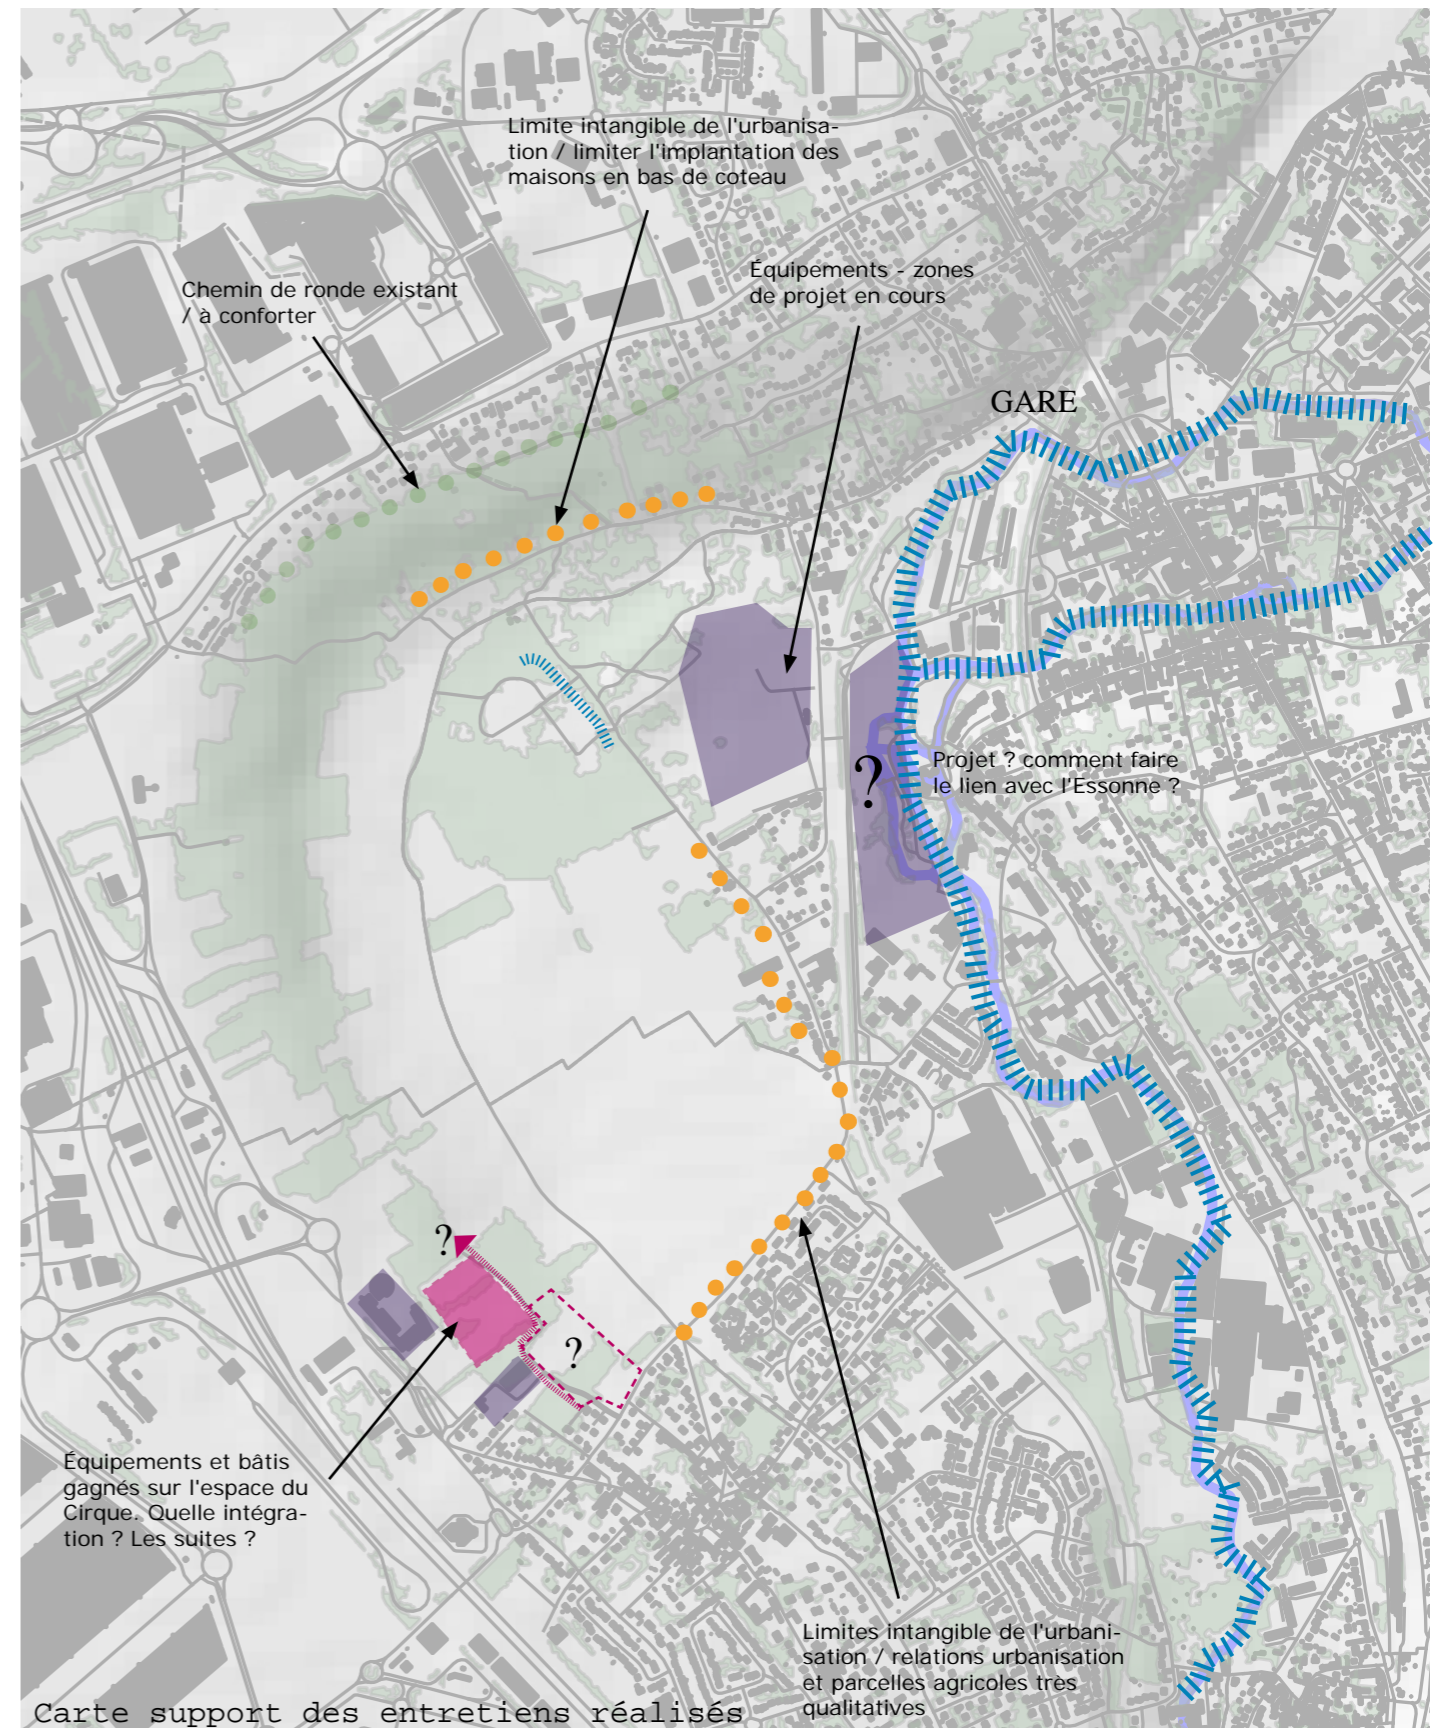 Limite intangible de l'urbanisa-
tion / limiter l'implantation des
maisons en bas de coteau
Équipements - zones
de projet en cours
Chemin de ronde existant
/ à conforter
GARE
Projet ? comment faire
le lien avec l'Essonne ?
?
?
?
Équipements et bâtis
gagnés sur l'espace du
Cirque. Quelle intégra-
tion ? Les suites ?
Limites intangible de l'urbani-
sation / relations urbanisation
et parcelles agricoles très
qualitatives
Carte support des entretiens réalisés